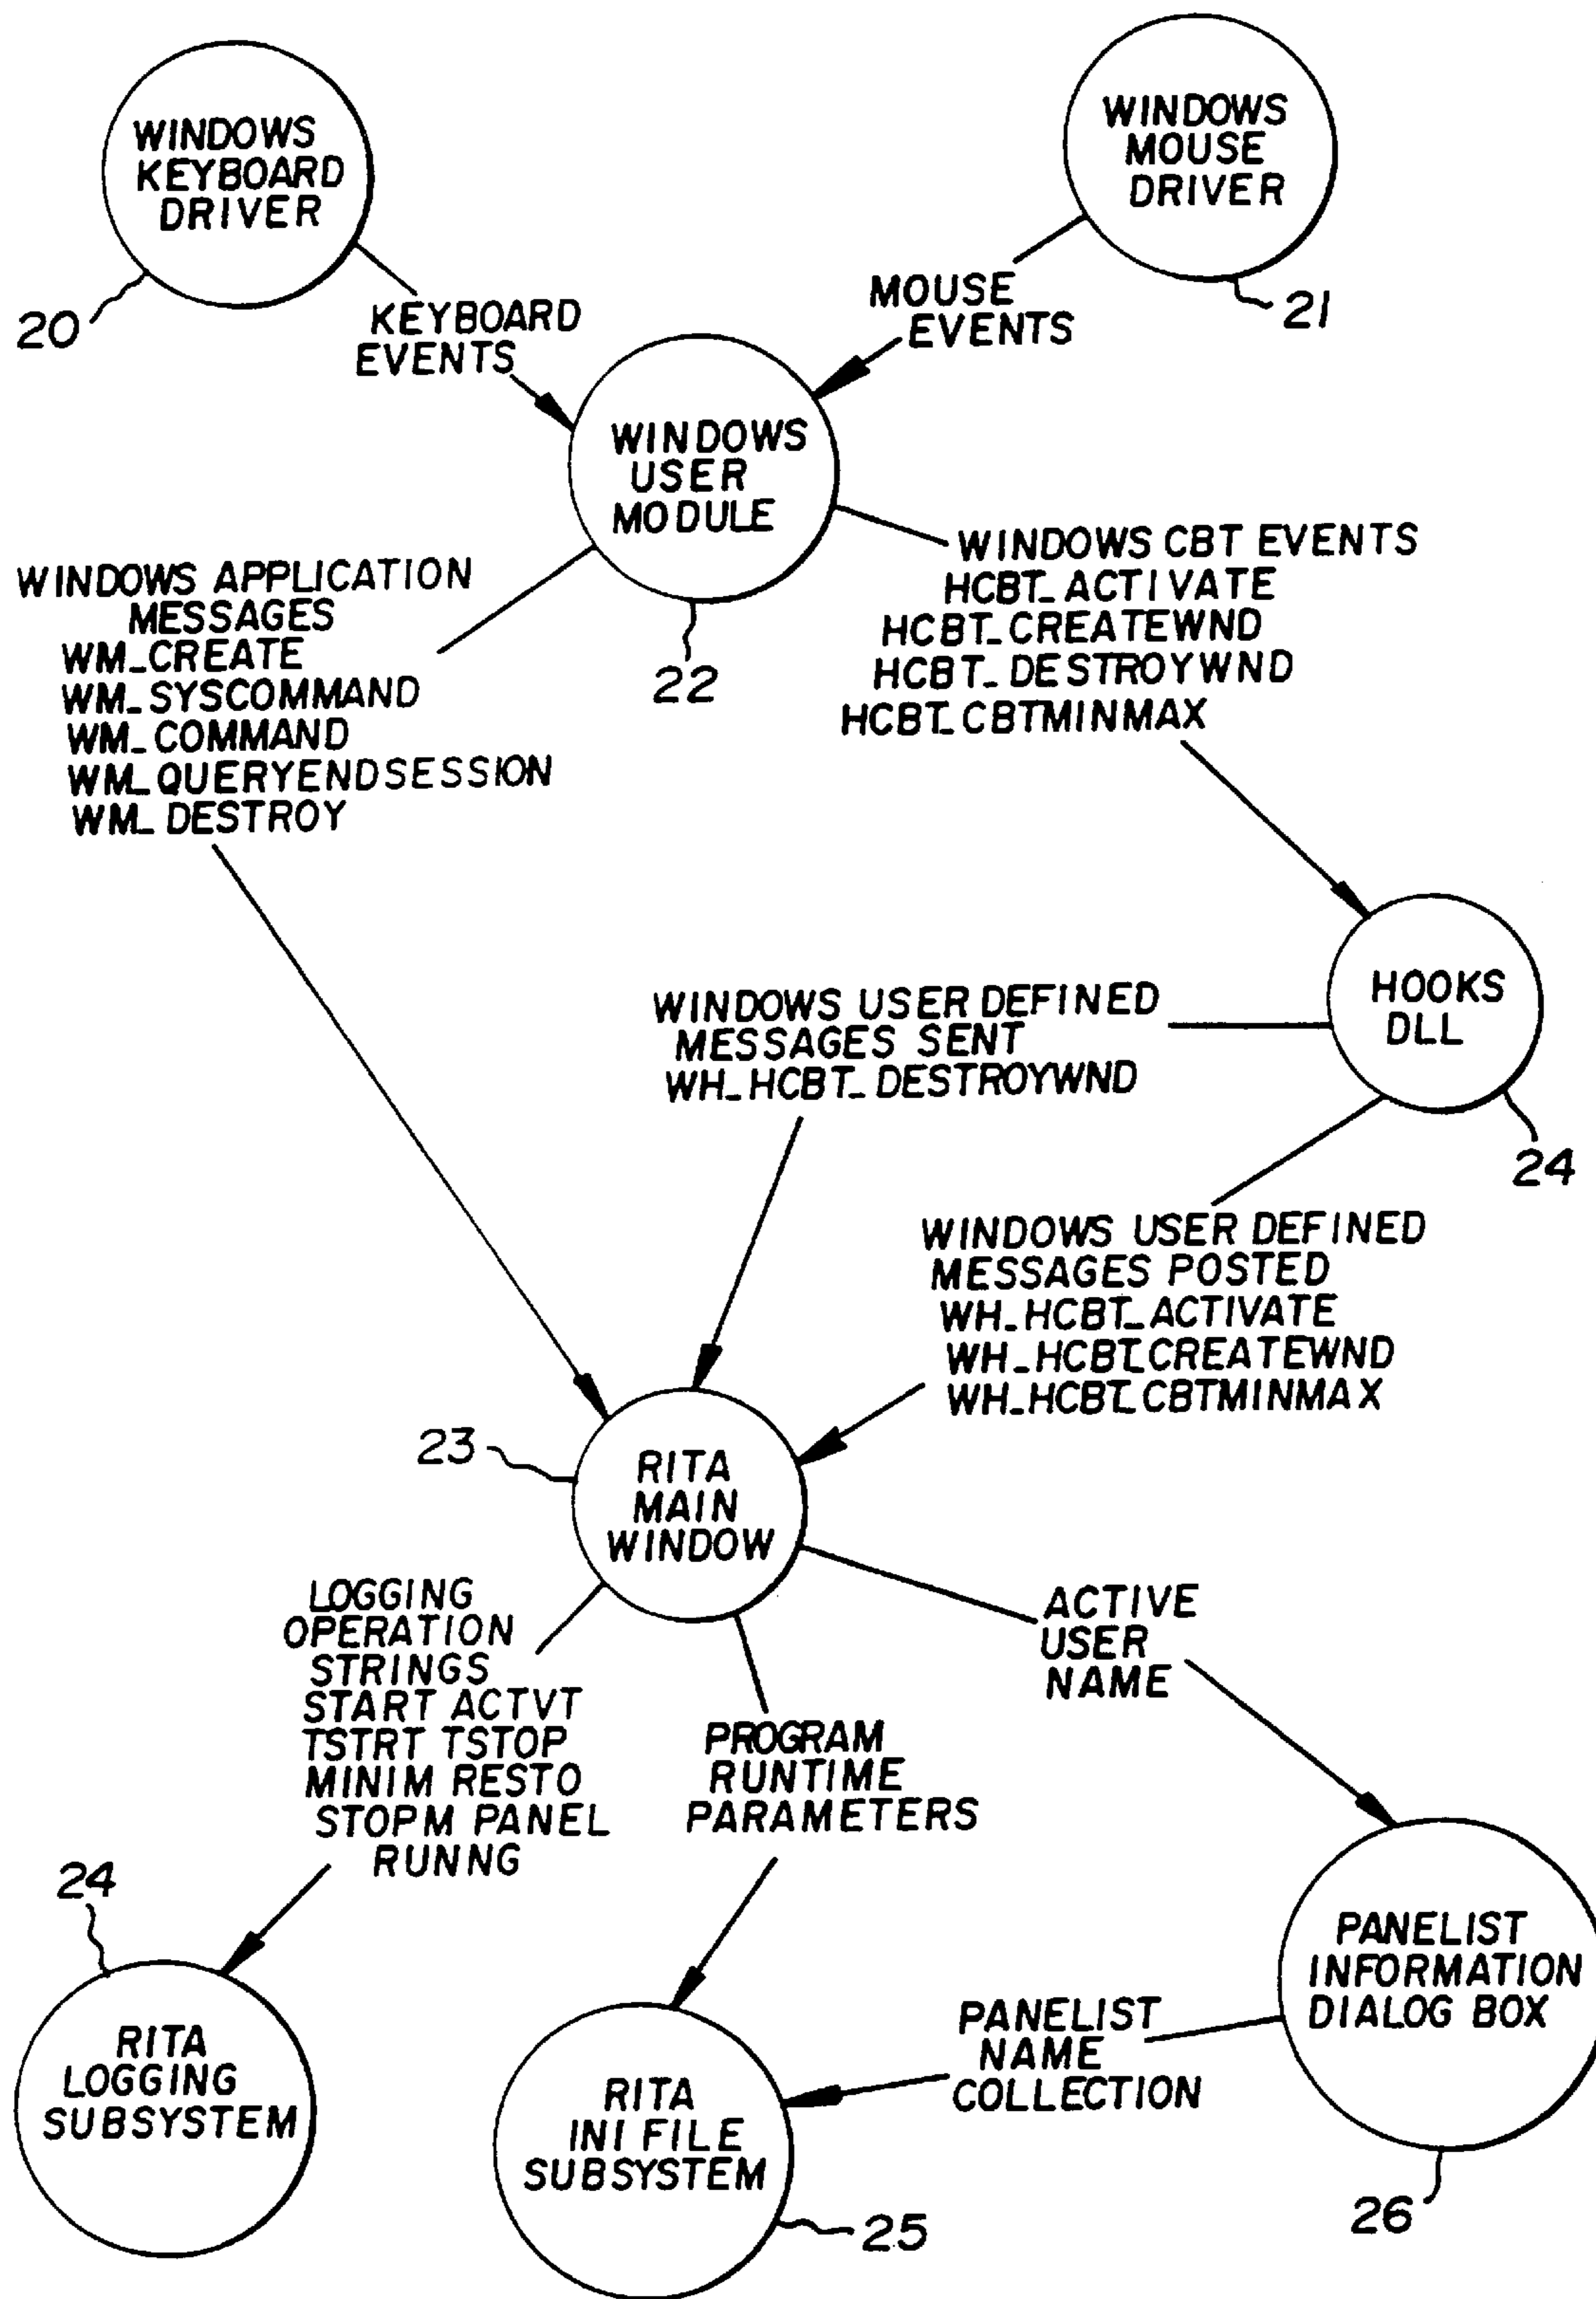 WINDOWS
KEYBOARD
DRIVER
20
WINDOWS
MOUSE
DRIVER
21
KEYBOARD
EVENTS
MOUSE
EVENTS
WINDOWS
USER
MODULE
22
WINDOWS APPLICATION
MESSAGES
WM_CREATE
WM_SYSCOMMAND
WM_COMMAND
WM_QUERYENDSESSION
WM_DESTROY
WINDOWS CBT EVENTS
HCBT_ACTIVATE
HCBT_CREATEWND
HCBT_DESTROYWND
HCBT_CBTMINMAX
HOOKS
DLL
24
WINDOWS USER DEFINED
MESSAGES SENT
WH_HCBT_DESTROYWND
WINDOWS USER DEFINED
MESSAGES POSTED
WH_HCBT_ACTIVATE
WH_HCBT_CREATEWND
WH_HCBT_CBTMINMAX
23
RITA
MAIN
WINDOW
LOGGING
OPERATION
STRINGS
START ACTVT
TSTRT TSTOP
MINIM RESTO
STOPM PANEL
RUNNG
PROGRAM
RUNTIME
PARAMETERS
ACTIVE
USER
NAME
24
RITA
LOGGING
SUBSYSTEM
RITA
INI FILE
SUBSYSTEM
25
PANELIST
NAME
COLLECTION
PANELIST
INFORMATION
DIALOG BOX
26